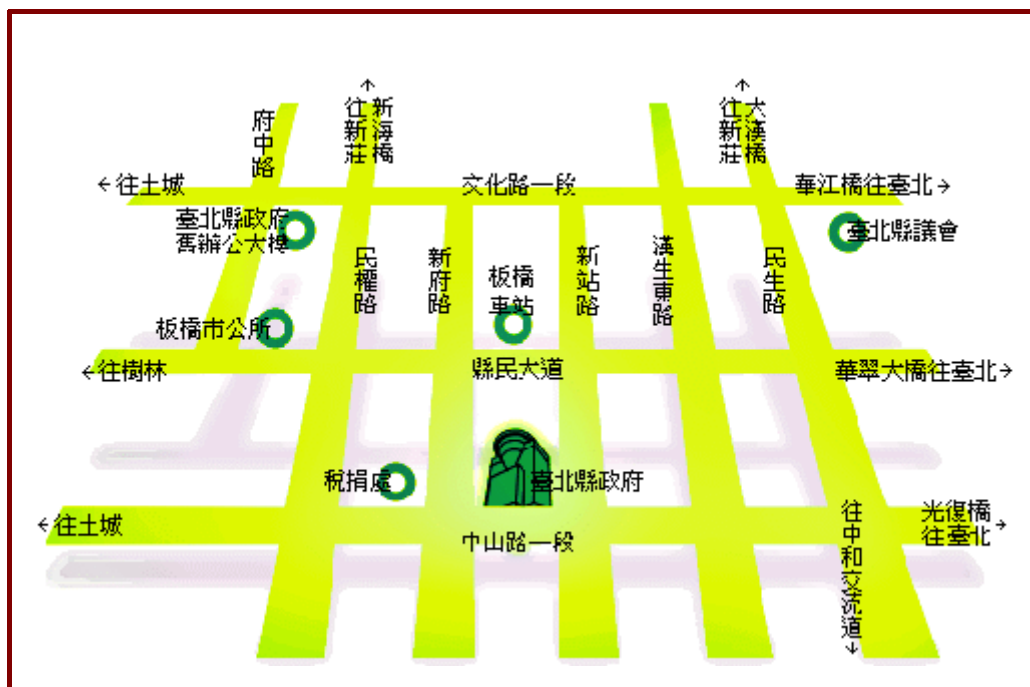 府中路
往新莊
新海橋
往新莊
大漢橋
往土城
文化路一段
華江橋往臺北
臺北縣政府
舊辦公大樓
臺北縣議會
民權路
新府路
板橋
車站
新站路
漢生東路
民生路
板橋市公所
往樹林
縣民大道
華翠大橋往臺北
稅捐處
臺北縣政府
往土城
中山路一段
往中和交流道
光復橋
往臺北